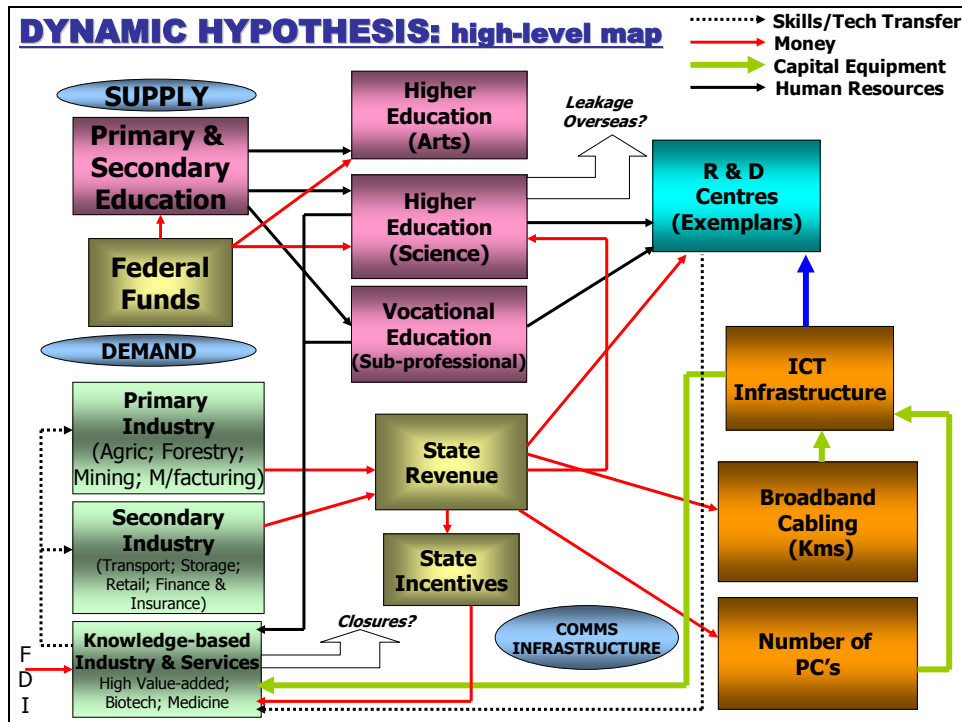 DYNAMIC HYPOTHESIS: high-level map
Skills/Tech Transfer
Money
Capital Equipment
Human Resources
SUPPLY
Primary &
Secondary
Education
Federal
Funds
Higher
Education
(Arts)
Higher
Education
(Science)
Vocational
Education
(Sub-professional)
Leakage
Overseas?
R & D
Centres
(Exemplars)
DEMAND
Primary
Industry
(Agric; Forestry;
Mining; M/facturing)
Secondary
Industry
(Transport; Storage;
Retail; Finance &
Insurance)
Knowledge-based
Industry & Services
High Value-added;
Biotech; Medicine
F
D
I
State
Revenue
State
Incentives
Closures?
COMMS
INFRASTRUCTURE
ICT
Infrastructure
Broadband
Cabling
(Kms)
Number of
PC's